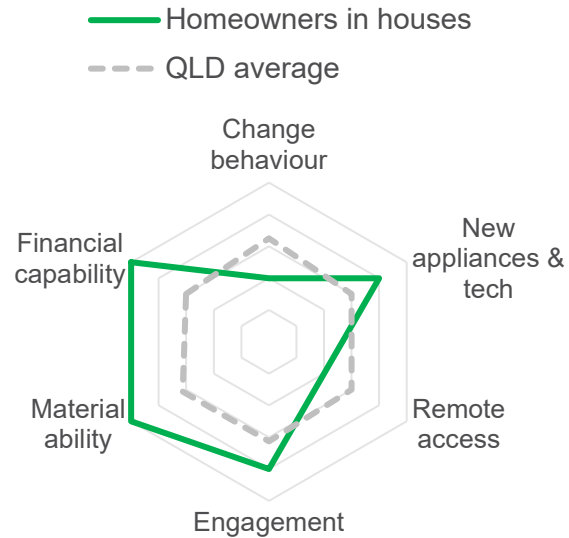 Homeowners in houses
QLD average
Change
behaviour
New
appliances &
tech
Financial
capability
Material
ability
Remote
access
Engagement